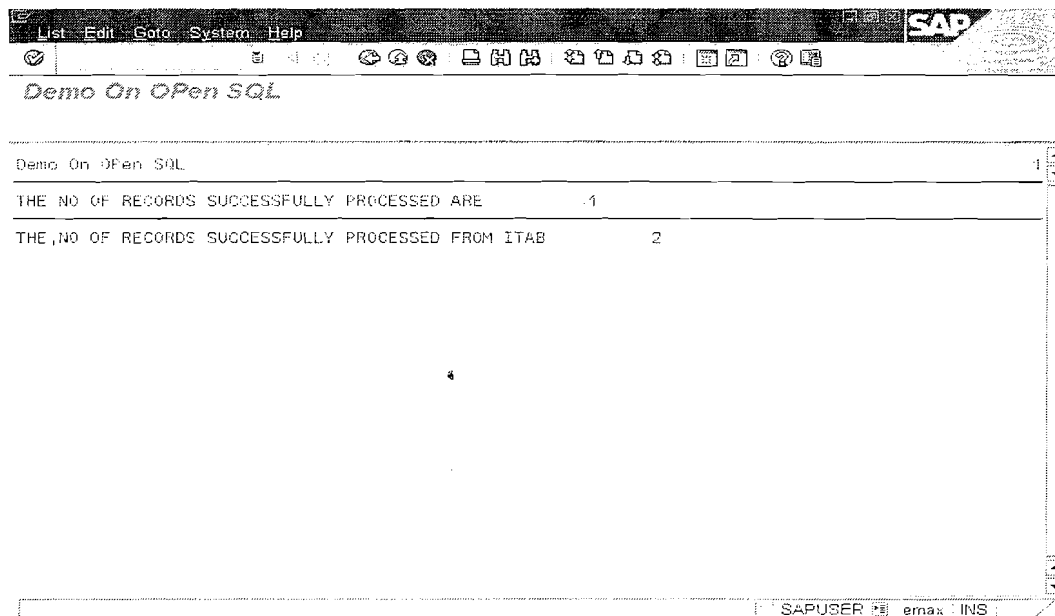 List Edit Goto System Help
SAP
Demo On OPen SQL
Demo On OPen SQL 1
THE NO OF RECORDS SUCCESSFULLY PROCESSED ARE 1
THE,NO OF RECORDS SUCCESSFULLY PROCESSED FROM ITAB 2
SAPUSER emax INS